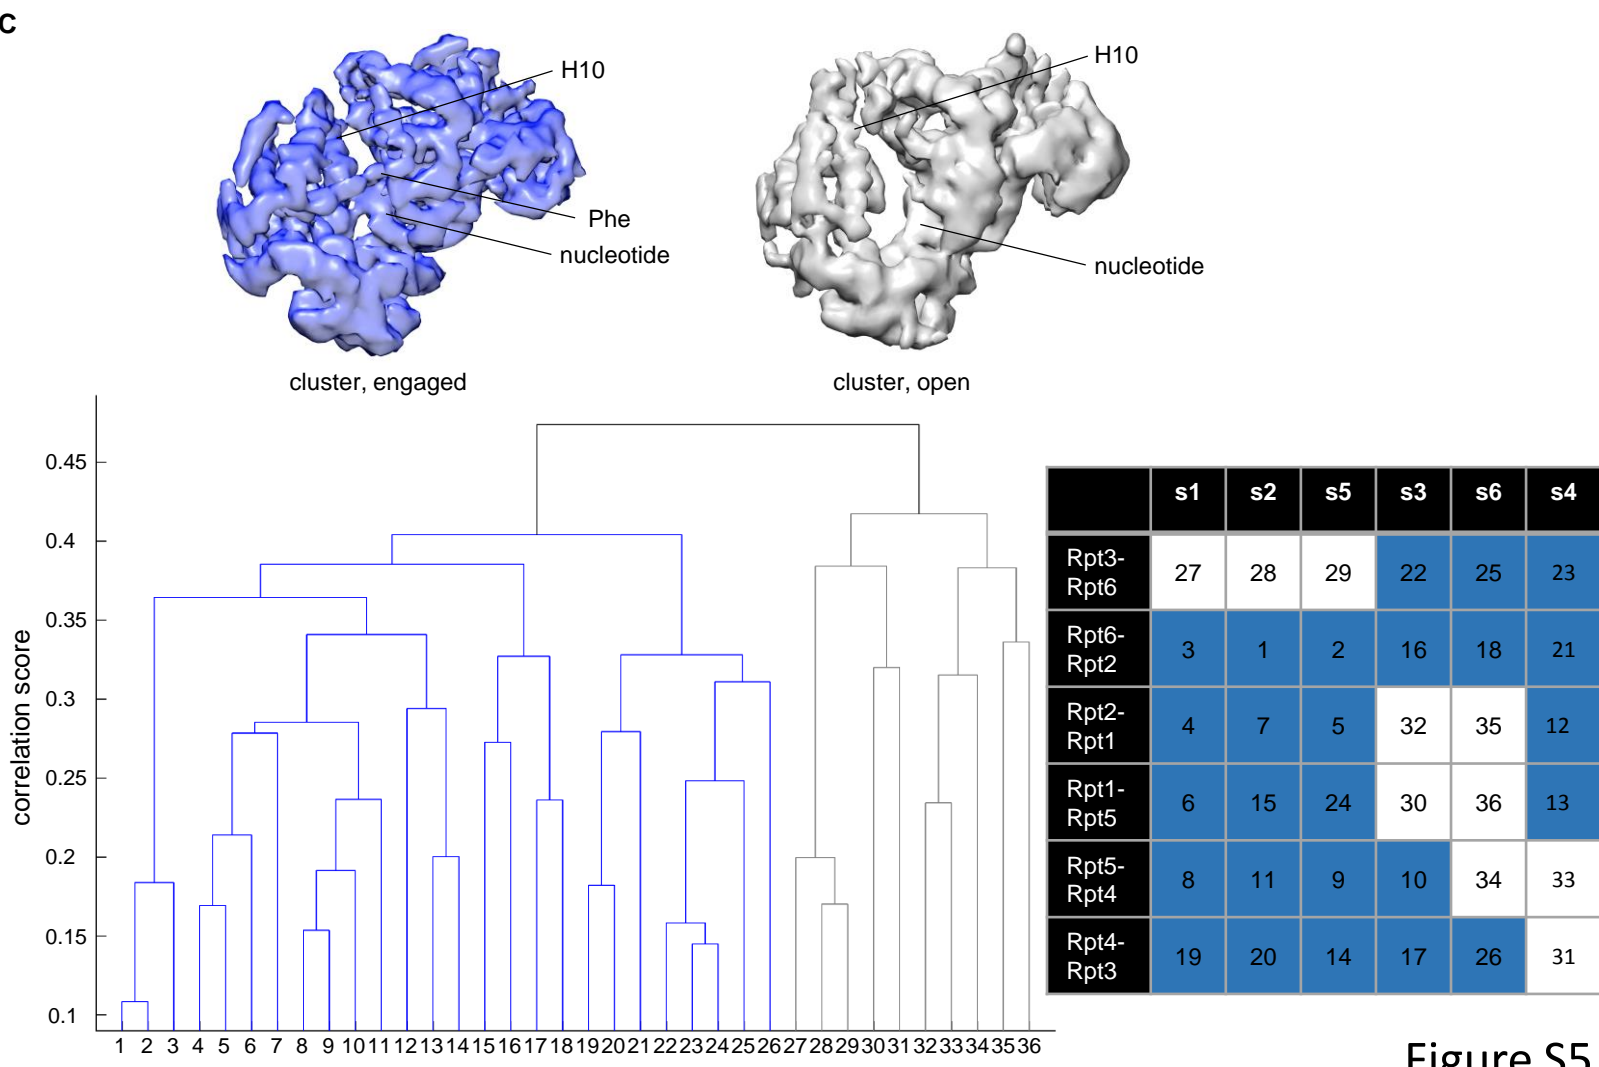 C
H10
Phe
nucleotide
cluster, engaged
H10
nucleotide
cluster, open
correlation score
0.45
0.4
0.35
0.3
0.25
0.2
0.15
0.1
1 2 3 4 5 6 7 8 9 10 11 12 13 14 15 16 17 18 19 20 21 22 23 24 25 26 27 28 29 30 31 32 33 34 35 36
s1 s2 s5 s3 s6 s4
Rpt3-
Rpt6
27 28 29 22 25 23
Rpt6-
Rpt2
3 1 2 16 18 21
Rpt2-
Rpt1
4 7 5 32 35 12
Rpt1-
Rpt5
6 15 24 30 36 13
Rpt5-
Rpt4
8 11 9 10 34 33
Rpt4-
Rpt3
19 20 14 17 26 31
Figure S5